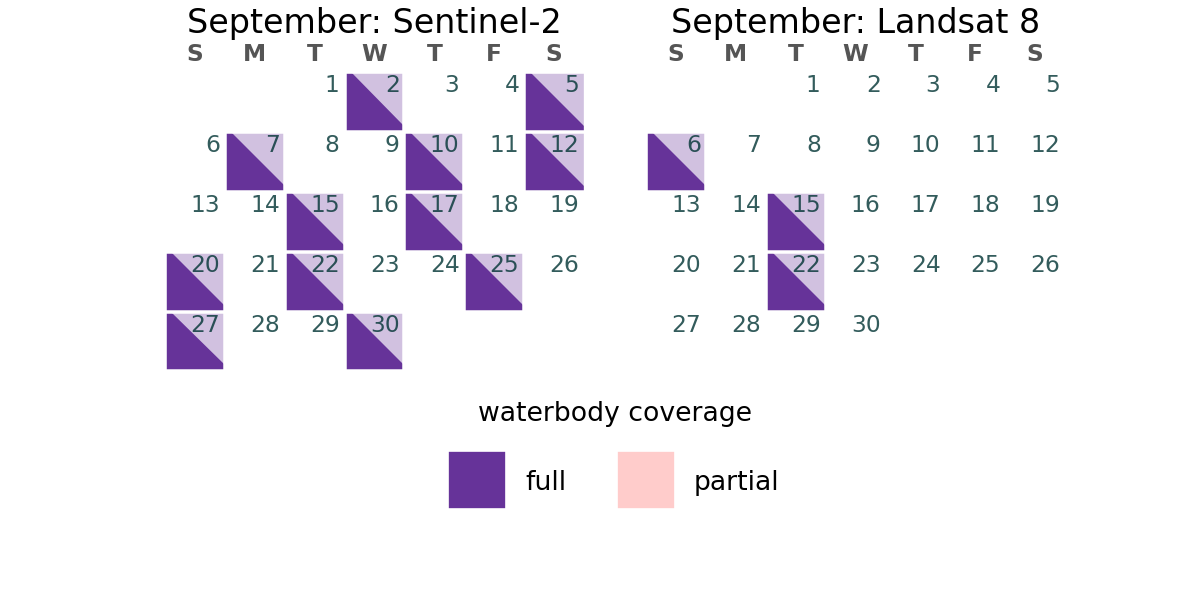 September: Sentinel-2
S M T W T F S
1 2 3 4 5
6 7 8 9 10 11 12
13 14 15 16 17 18 19
20 21 22 23 24 25 26
27 28 29 30
September: Landsat 8
S M T W T F S
1 2 3 4 5
6 7 8 9 10 11 12
13 14 15 16 17 18 19
20 21 22 23 24 25 26
27 28 29 30
waterbody coverage
full
partial